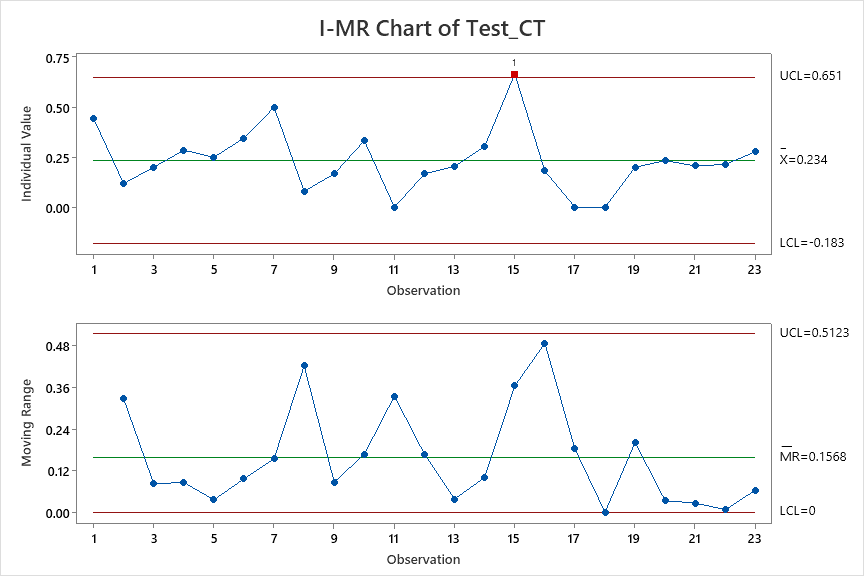 I-MR Chart of Test_CT
1
0.75
0.50
0.25
0.00
Individual Value
UCL=0.651
X̄=0.234
LCL=-0.183
1 3 5 7 9 11 13 15 17 19 21 23
Observation
0.48
0.36
0.24
0.12
0.00
Moving Range
UCL=0.5123
M̅R̅=0.1568
LCL=0
1 3 5 7 9 11 13 15 17 19 21 23
Observation